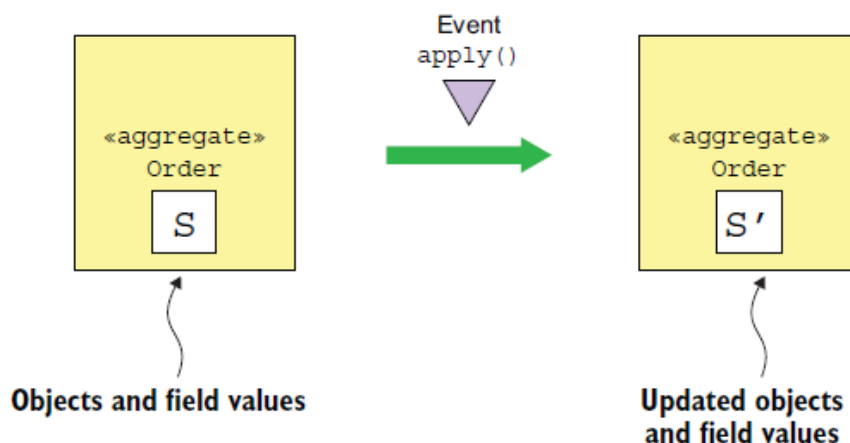 Event
apply()
«aggregate»
Order
S
«aggregate»
Order
S′
Objects and field values
Updated objects
and field values